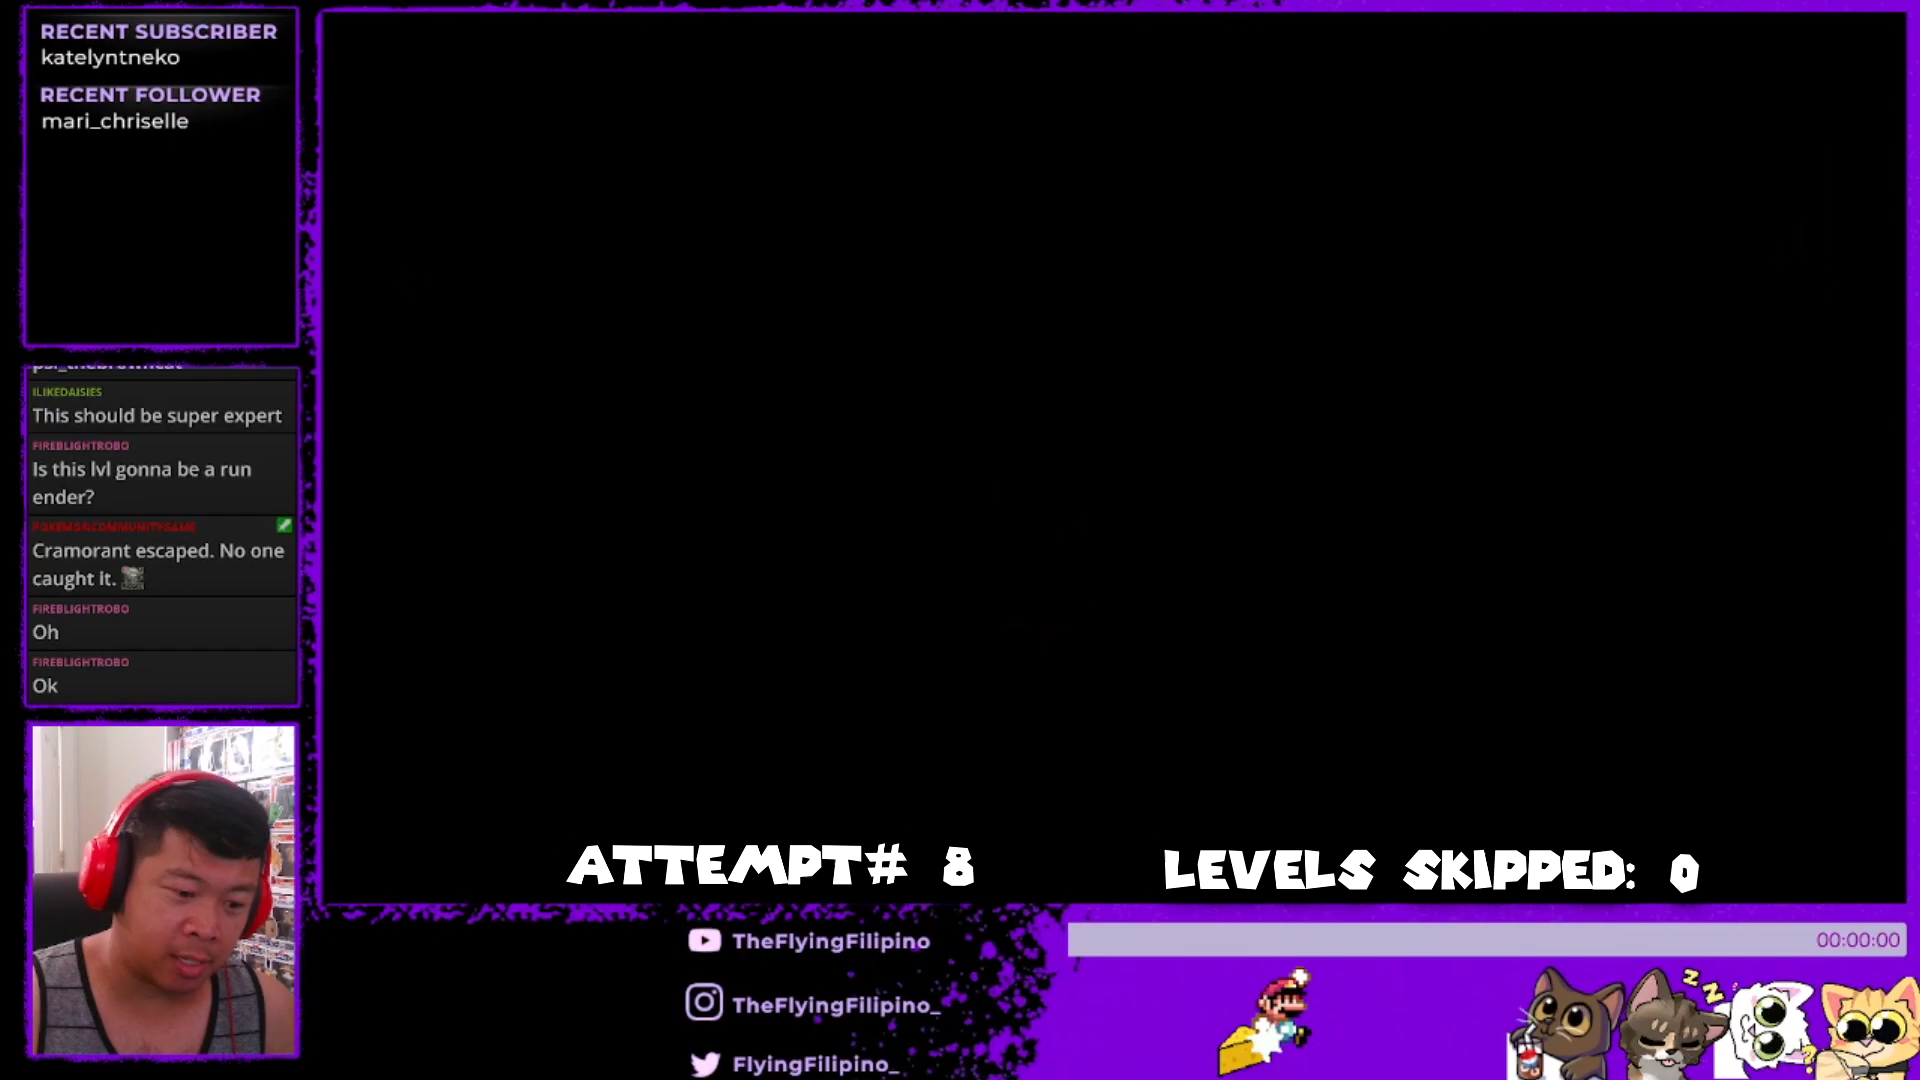 RECENT SUBSCRIBER
katelyntneko
RECENT FOLLOWER
mari_chriselle
ILIKEDAISIES
This should be super expert
FIREBLIGHTROBO
Is this lvl gonna be a run
ender?
POKEMONCOMMUNITYGAME
Cramorant escaped. No one
caught it.
FIREBLIGHTROBO
Oh
FIREBLIGHTROBO
Ok
ATTEMPT# 8
LEVELS SKIPPED: 0
TheFlyingFilipino
00:00:00
TheFlyingFilipino_
FlyingFilipino_
Z
Z